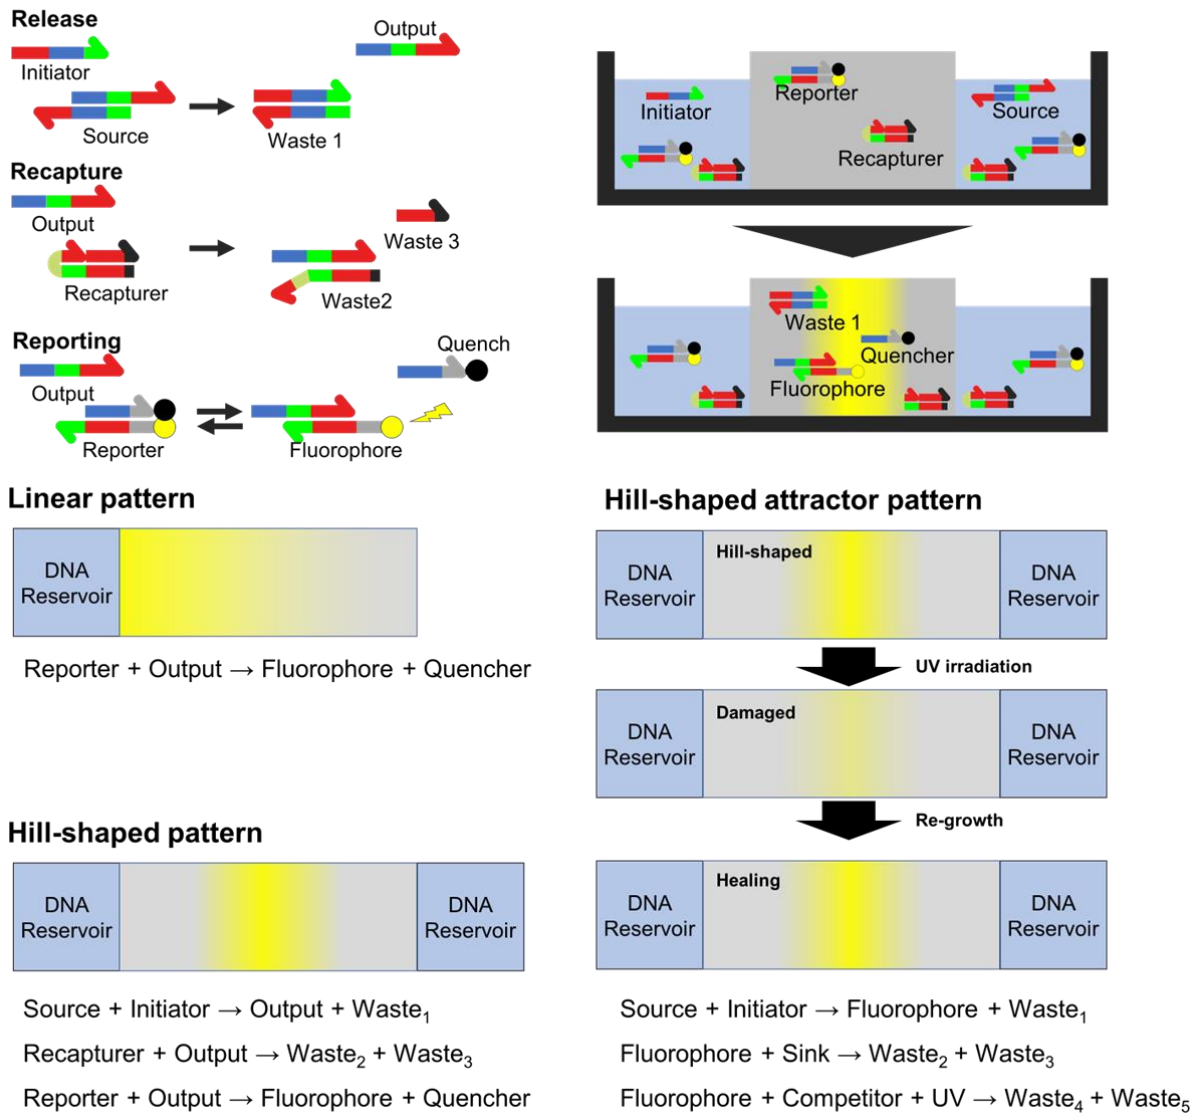 Release
Initiator
Output
Source
Waste 1
Recapture
Output
Waste 3
Recapturer
Waste2
Reporting
Quench
Output
Reporter
Fluorophore
Reporter
Initiator
Source
Recapturer
Waste 1
Quencher
Fluorophore
Linear pattern
DNA
Reservoir
Reporter + Output → Fluorophore + Quencher
Hill-shaped pattern
DNA
Reservoir
DNA
Reservoir
Source + Initiator → Output + Waste₁
Recapturer + Output → Waste₂ + Waste₃
Reporter + Output → Fluorophore + Quencher
Hill-shaped attractor pattern
DNA
Reservoir
Hill-shaped
DNA
Reservoir
UV irradiation
DNA
Reservoir
Damaged
DNA
Reservoir
Re-growth
DNA
Reservoir
Healing
DNA
Reservoir
Source + Initiator → Fluorophore + Waste₁
Fluorophore + Sink → Waste₂ + Waste₃
Fluorophore + Competitor + UV → Waste₄ + Waste₅